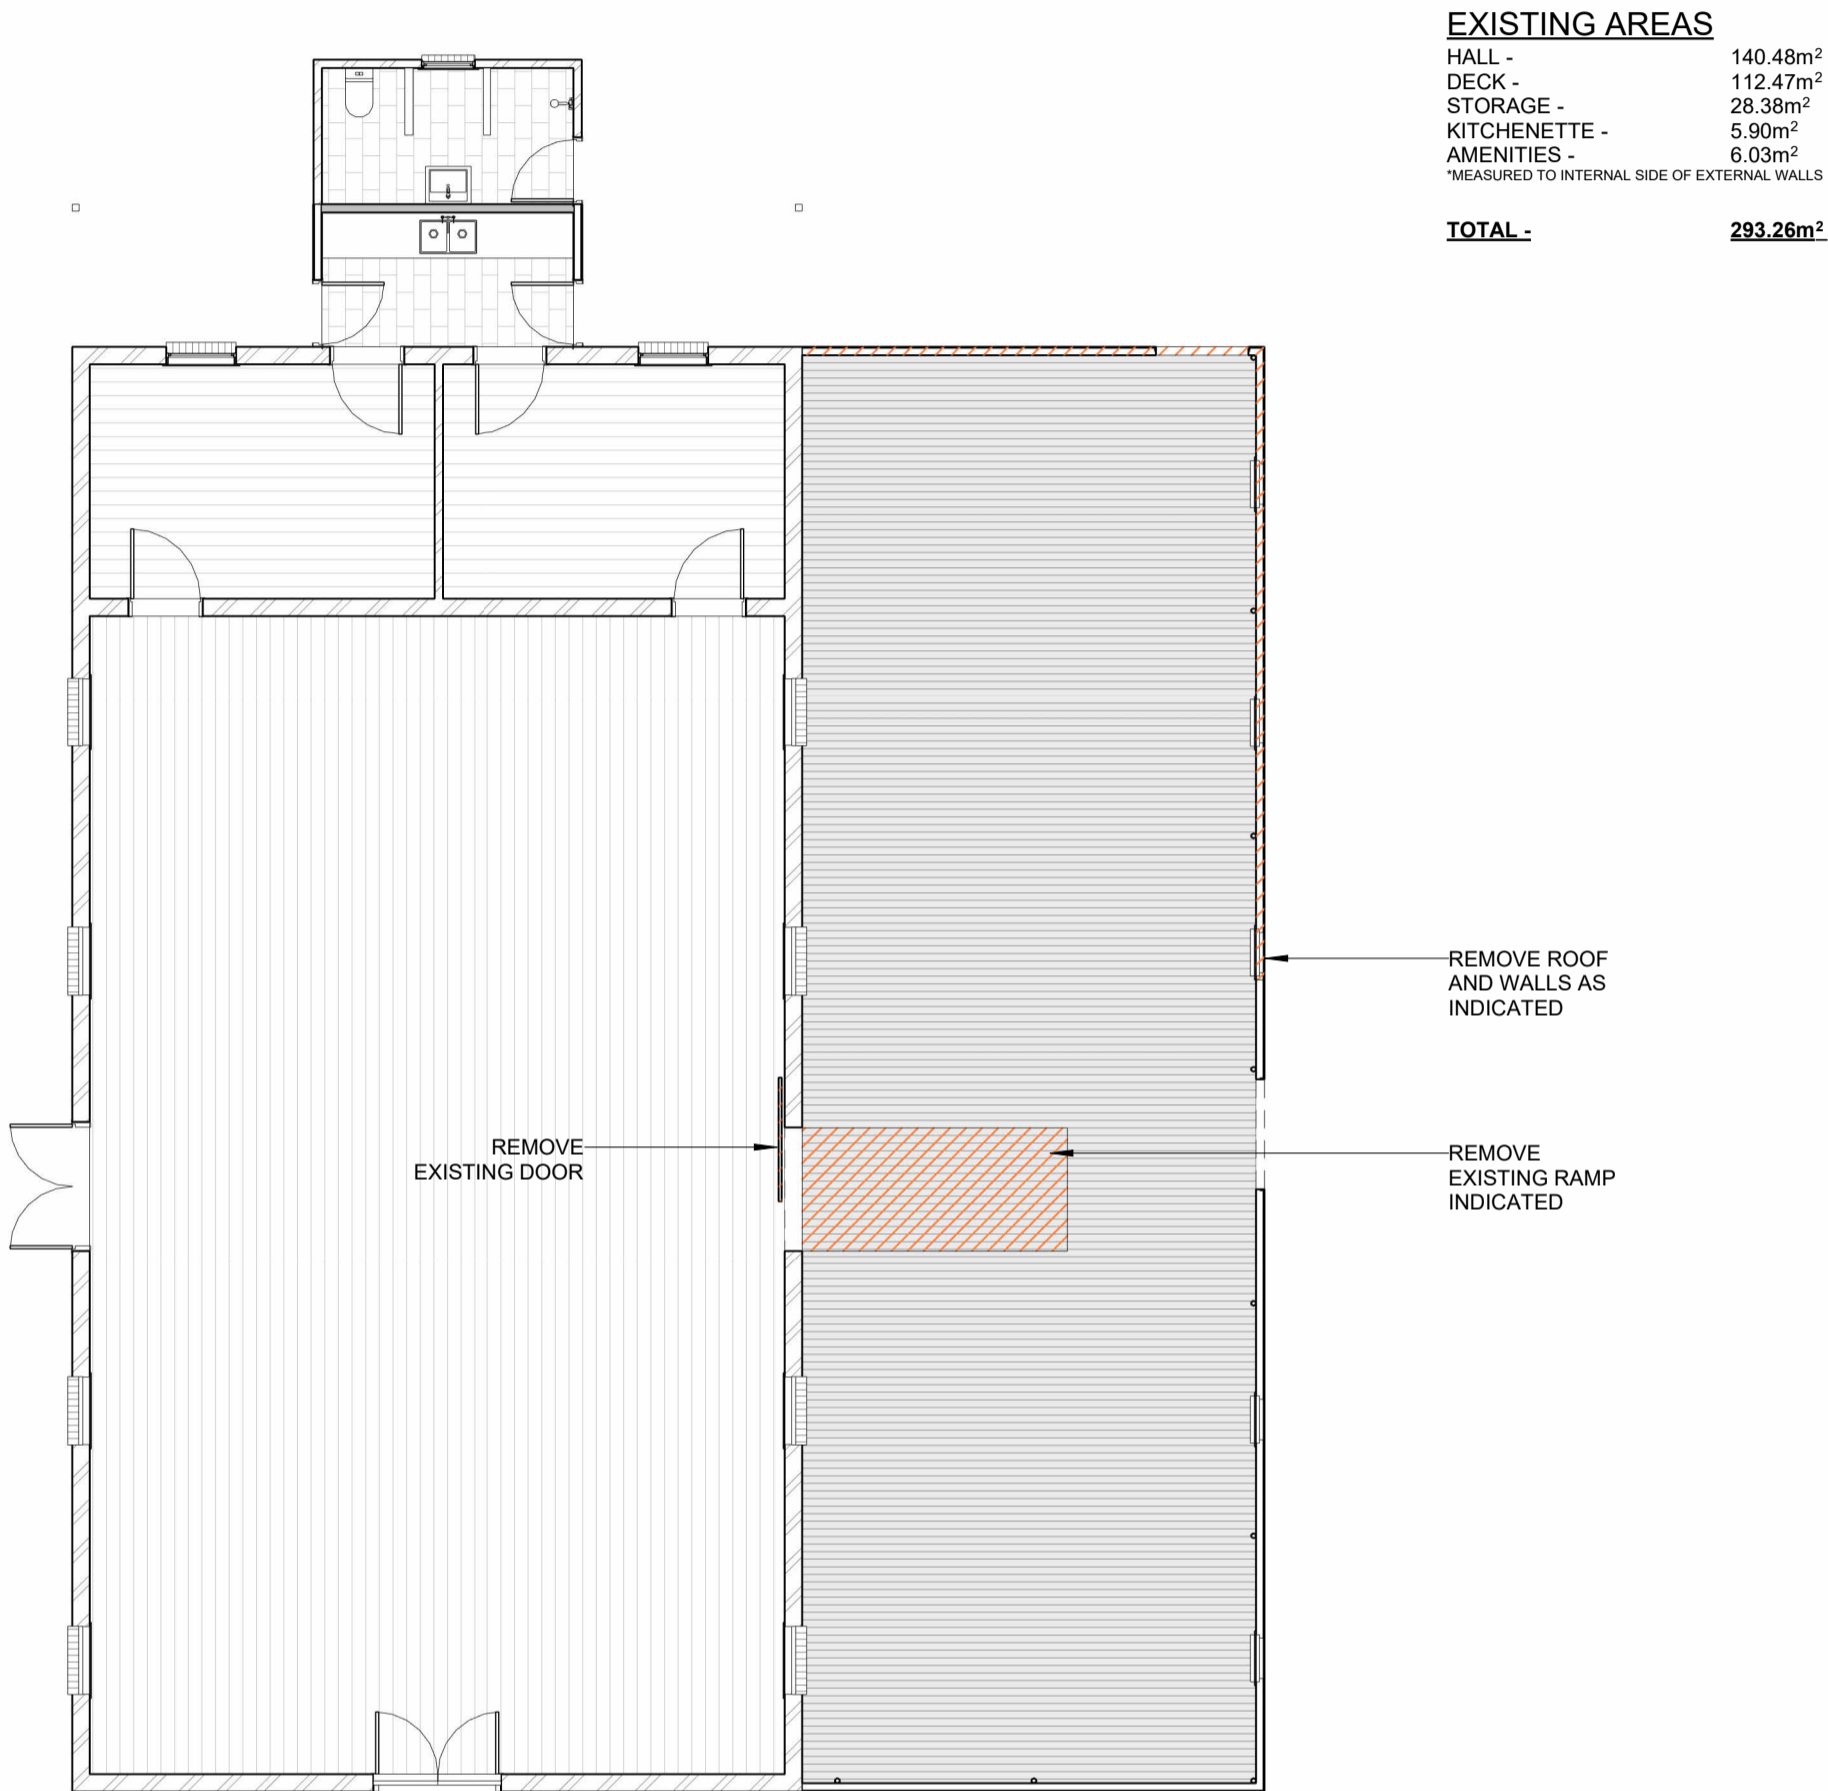 EXISTING AREAS
HALL - 140.48m²
DECK - 112.47m²
STORAGE - 28.38m²
KITCHENETTE - 5.90m²
AMENITIES - 6.03m²
*MEASURED TO INTERNAL SIDE OF EXTERNAL WALLS
TOTAL - 293.26m²
REMOVE ROOF
AND WALLS AS
INDICATED
REMOVE
EXISTING DOOR
REMOVE
EXISTING RAMP
INDICATED